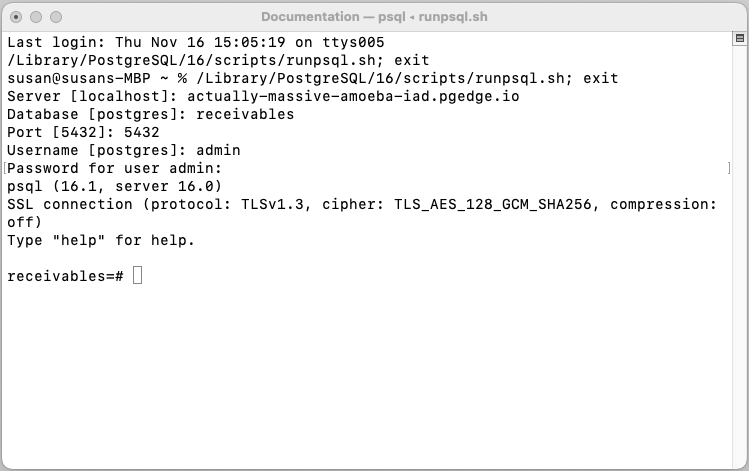 Documentation — psql ◂ runpsql.sh
Last login: Thu Nov 16 15:05:19 on ttys005
/Library/PostgreSQL/16/scripts/runpsql.sh; exit
susan@susans-MBP ~ % /Library/PostgreSQL/16/scripts/runpsql.sh; exit
Server [localhost]: actually-massive-amoeba-iad.pgedge.io
Database [postgres]: receivables
Port [5432]: 5432
Username [postgres]: admin
[Password for user admin: ]
psql (16.1, server 16.0)
SSL connection (protocol: TLSv1.3, cipher: TLS_AES_128_GCM_SHA256, compression:
off)
Type "help" for help.
receivables=#